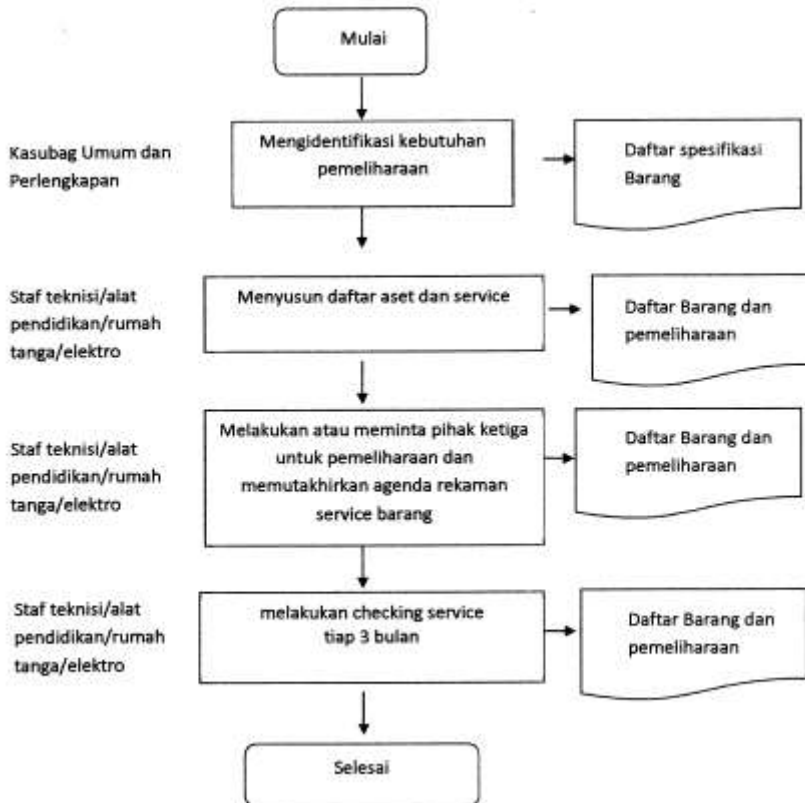 Mulai
Kasubag Umum dan
Perlengkapan
Mengidentifikasi kebutuhan
pemeliharaan
Daftar spesifikasi
Barang
Staf teknisi/alat
pendidikan/rumah
tanga/elektro
Menyusun daftar aset dan service
Daftar Barang dan
pemeliharaan
Staf teknisi/alat
pendidikan/rumah
tanga/elektro
Melakukan atau meminta pihak ketiga
untuk pemeliharaan dan
memutakhirkan agenda rekaman
service barang
Daftar Barang dan
pemeliharaan
Staf teknisi/alat
pendidikan/rumah
tanga/elektro
melakukan checking service
tiap 3 bulan
Daftar Barang dan
pemeliharaan
Selesai